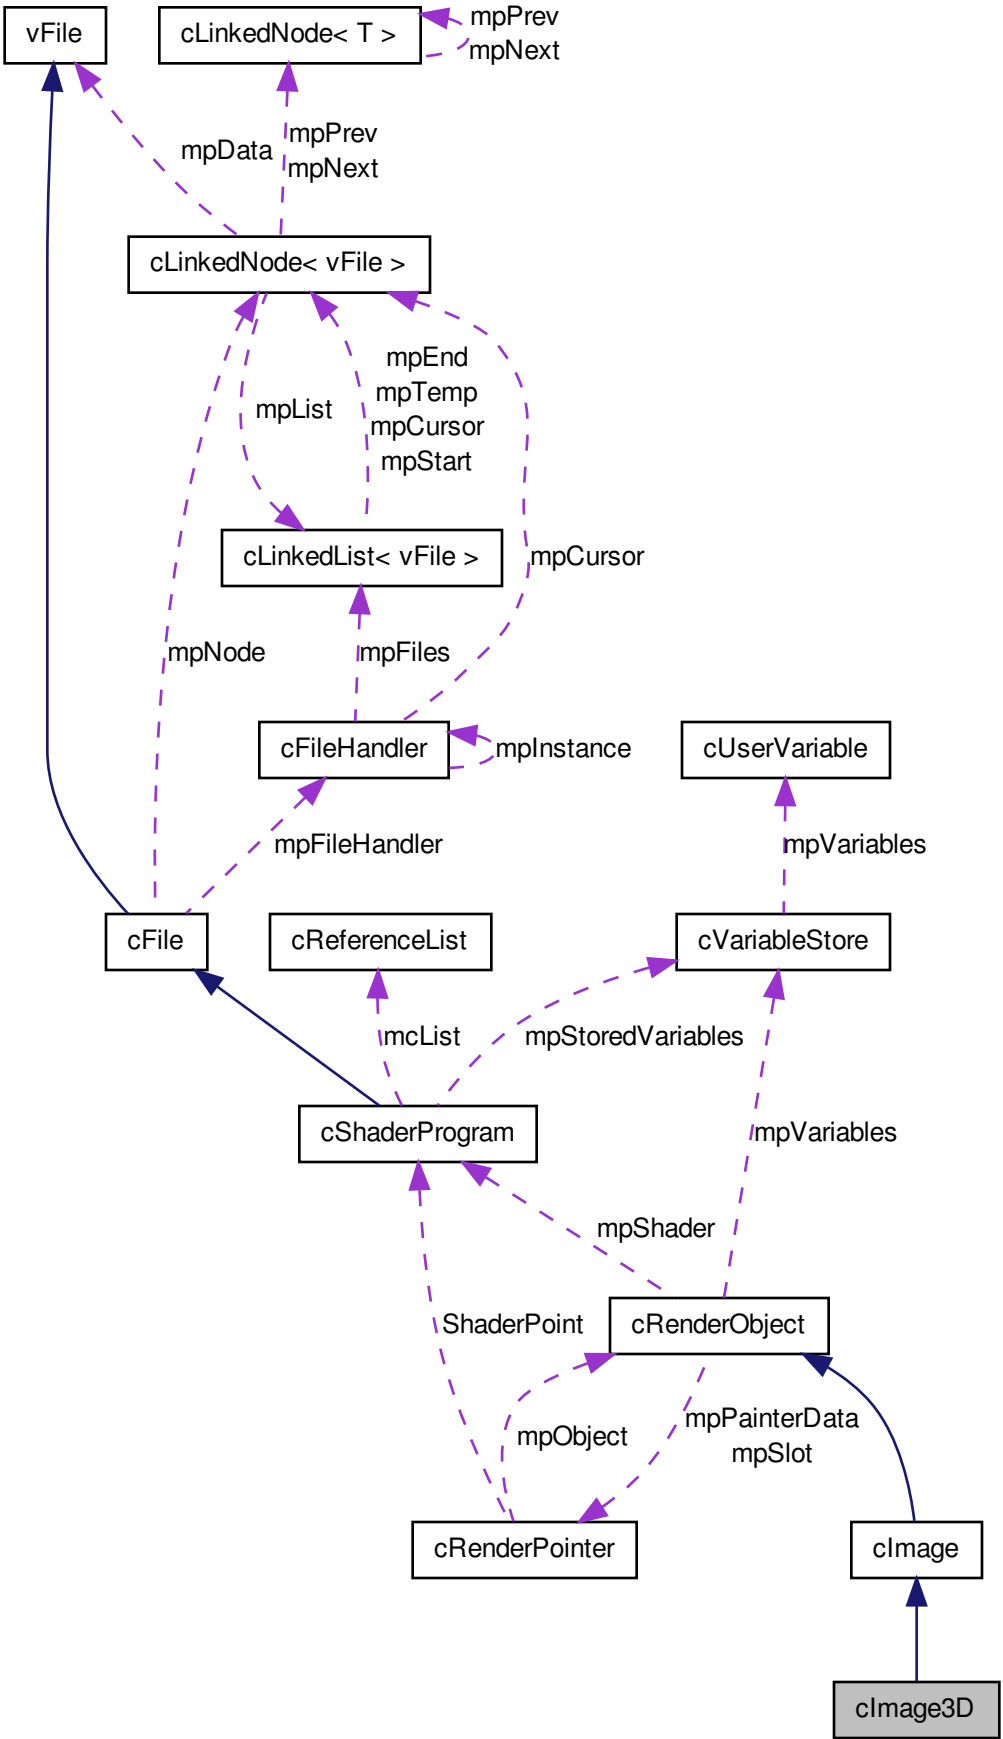 vFile
cLinkedNode< T >
mpPrev
mpNext
mpData
mpPrev
mpNext
cLinkedNode< vFile >
mpList
mpEnd
mpTemp
mpCursor
mpStart
cLinkedList< vFile >
mpCursor
mpNode
mpFiles
cFileHandler
mpInstance
cUserVariable
mpFileHandler
mpVariables
cFile
cReferenceList
cVariableStore
mcList
mpStoredVariables
cShaderProgram
mpVariables
mpShader
ShaderPoint
cRenderObject
mpObject
mpPainterData
mpSlot
cRenderPointer
cImage
cImage3D